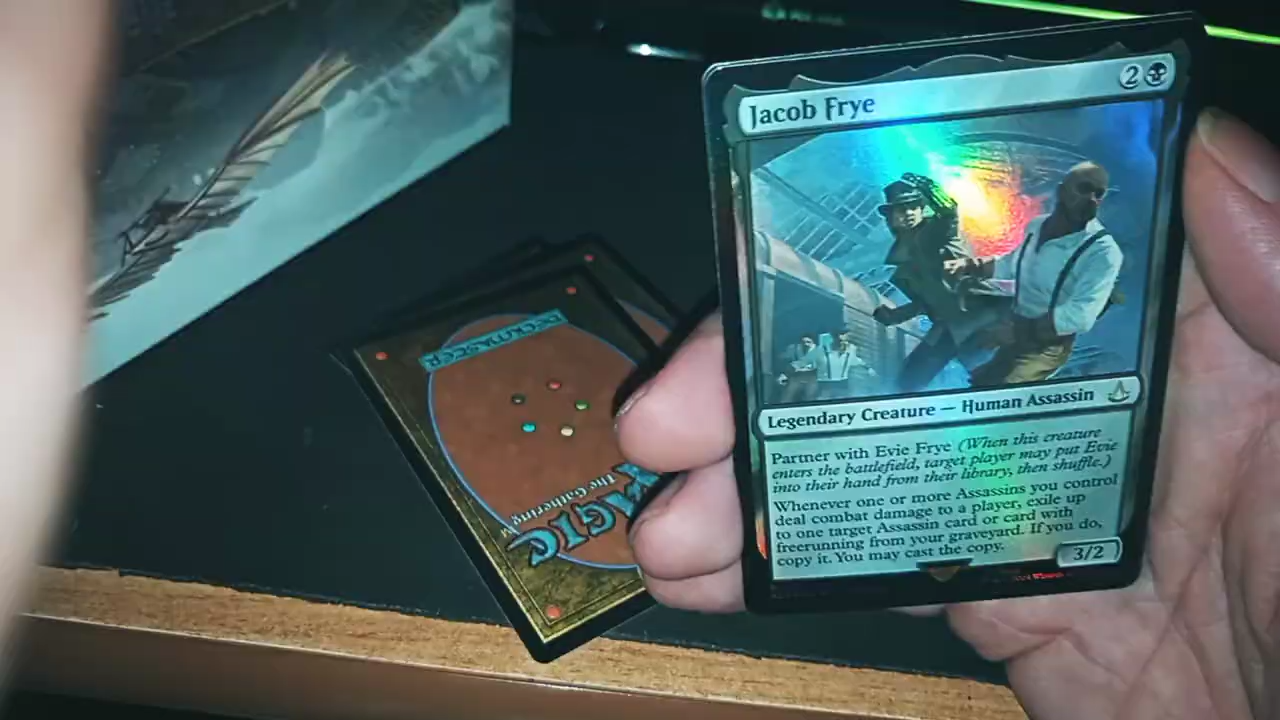 Jacob Frye
2
Legendary Creature — Human Assassin
Partner with Evie Frye (When this creature
enters the battlefield, target player may put Evie
into their hand from their library, then shuffle.)
Whenever one or more Assassins you control
deal combat damage to a player, exile up
to one target Assassin card or card with
freerunning from your graveyard. If you do,
copy it. You may cast the copy.
3/2
DECKMASTER
MAGIC
The Gathering